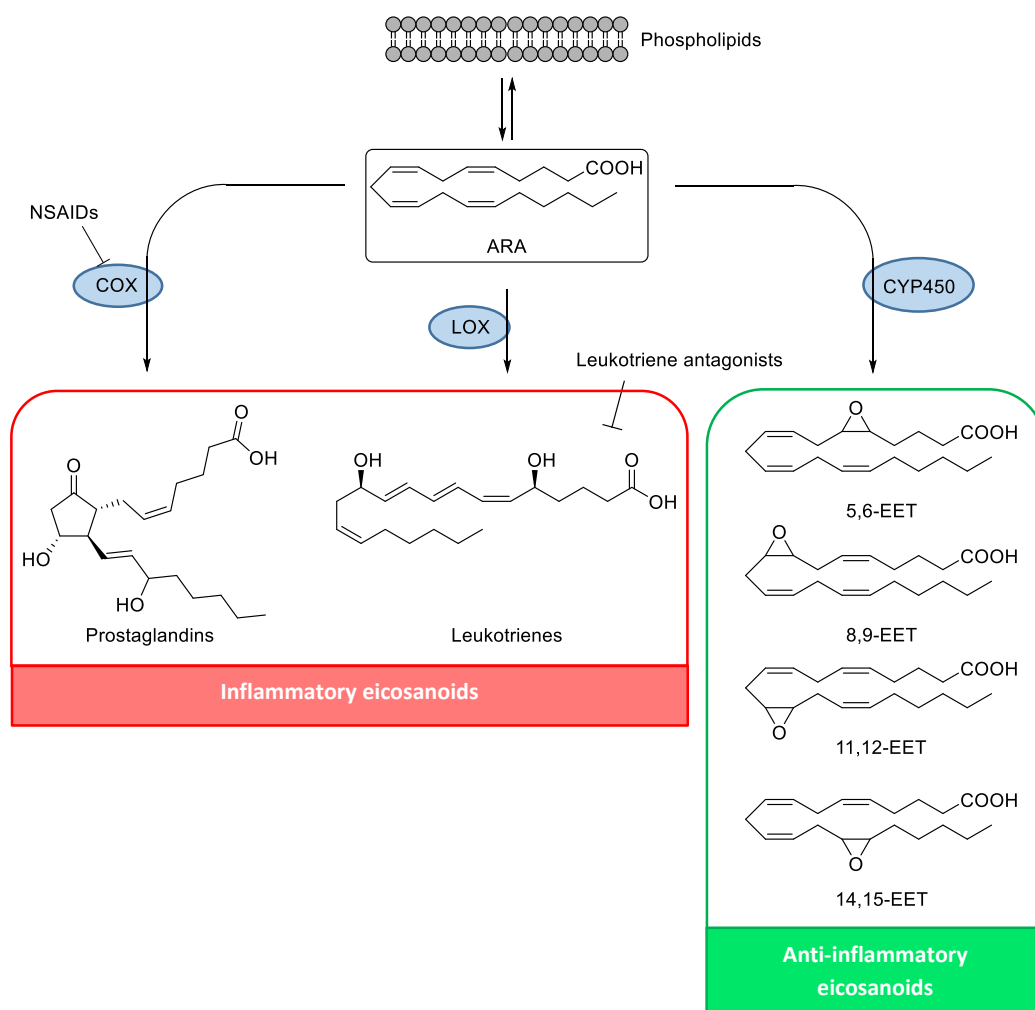 Phospholipids
COOH
ARA
NSAIDs
COX
LOX
CYP450
Leukotriene antagonists
O
OH
O
HO
HO
Prostaglandins
OH
OH
O
OH
Leukotrienes
Inflammatory eicosanoids
O
COOH
5,6-EET
O
COOH
8,9-EET
COOH
O
11,12-EET
COOH
O
14,15-EET
Anti-inflammatory
eicosanoids